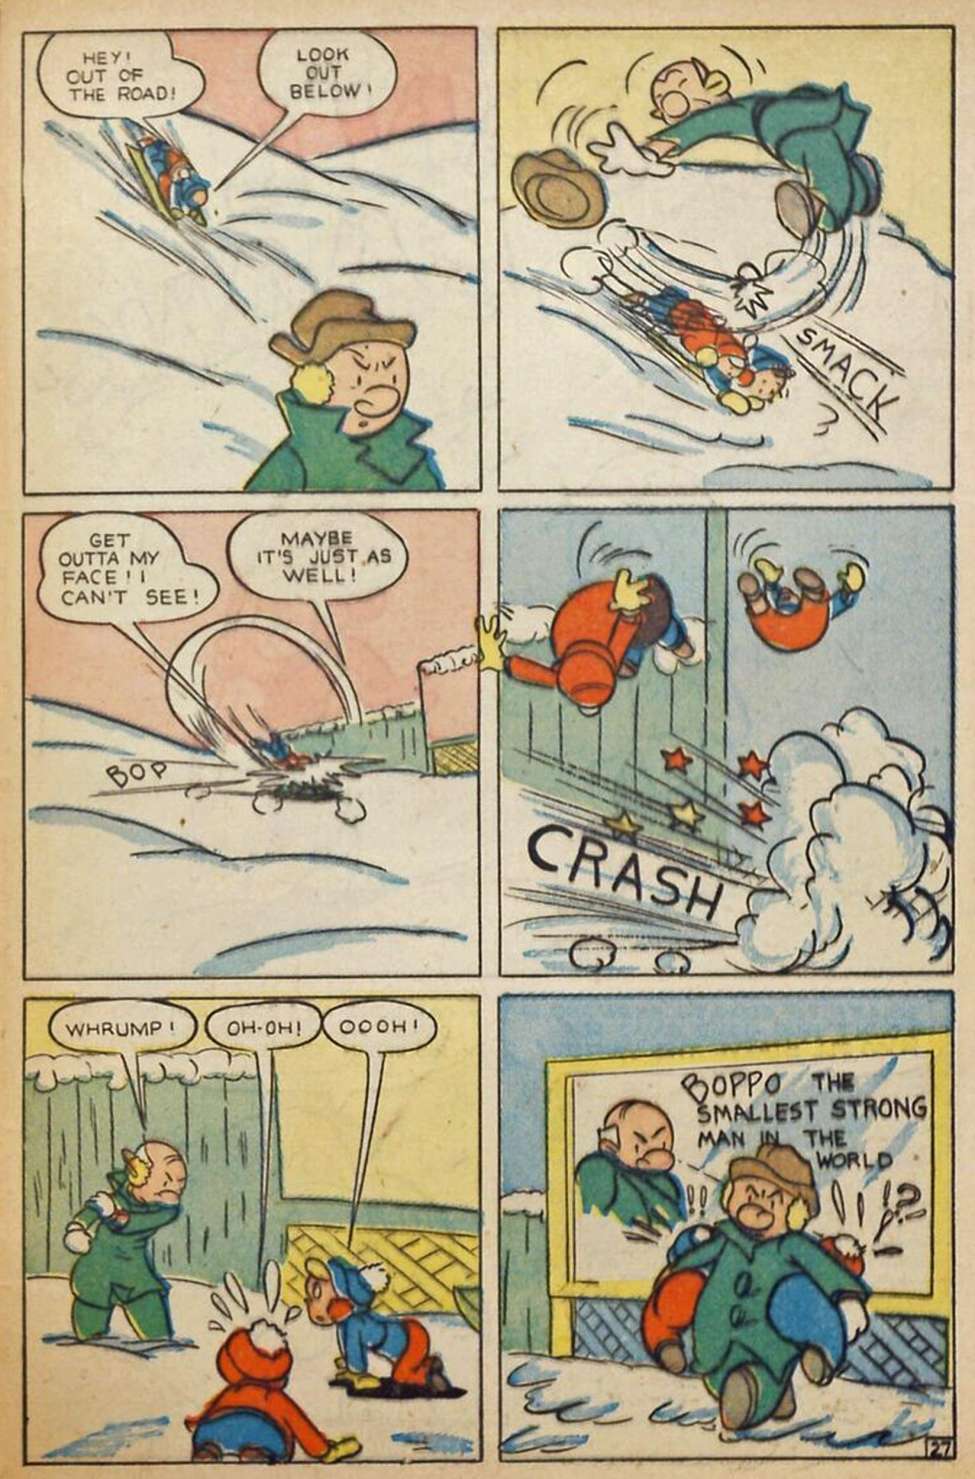 HEY!
OUT OF
THE ROAD!
LOOK
OUT
BELOW!
SMACK
GET
OUTTA MY
FACE!! I
CAN'T SEE!
MAYBE
IT'S JUST AS
WELL!
BOP
CRASH
WHRUMP!
OH-OH!
OOOH!
BOPPO THE
SMALLEST STRONG
MAN IN THE
WORLD
!!
!!?
27